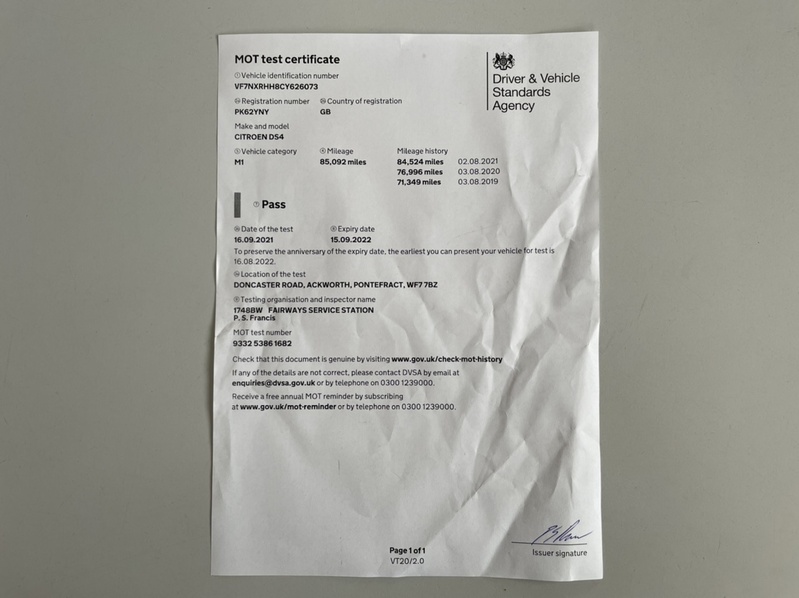 MOT test certificate
Driver & Vehicle
Standards
Agency
① Vehicle identification number
VF7NXRHH8CY626073
Registration number Country of registration
PK62YNY GB
Make and model
CITROEN DS4
Vehicle category Mileage Mileage history
M1 85,092 miles 84,524 miles 02.08.2021
76,996 miles 03.08.2020
71,349 miles 03.08.2019
Pass
Date of the test Expiry date
16.09.2021 15.09.2022
To preserve the anniversary of the expiry date, the earliest you can present your vehicle for test is
16.08.2022.
Location of the test
DONCASTER ROAD, ACKWORTH, PONTEFRACT, WF7 7BZ
Testing organisation and inspector name
1748BW FAIRWAYS SERVICE STATION
P. S. Francis
MOT test number
9332 5386 1682
Check that this document is genuine by visiting www.gov.uk/check-mot-history
If any of the details are not correct, please contact DVSA by email at
enquiries@dvsa.gov.uk or by telephone on 0300 1239000.
Receive a free annual MOT reminder by subscribing
at www.gov.uk/mot-reminder or by telephone on 0300 1239000.
Issuer signature
Page 1 of 1
VT20/2.0